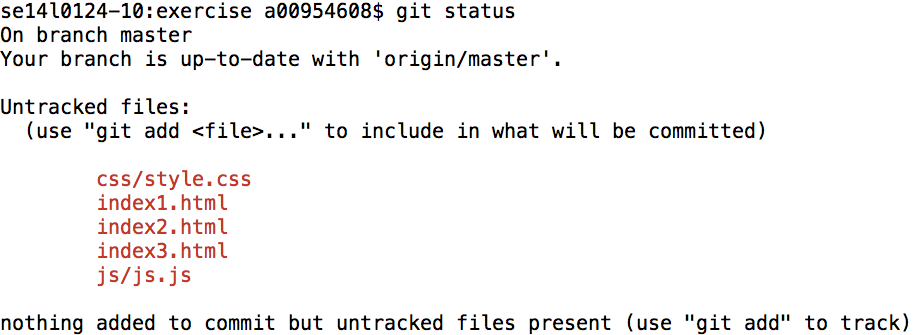 se14l0124-10:exercise a00954608$ git status
On branch master
Your branch is up-to-date with 'origin/master'.
Untracked files:
(use "git add <file>..." to include in what will be committed)
css/style.css
index1.html
index2.html
index3.html
js/js.js
nothing added to commit but untracked files present (use "git add" to track)